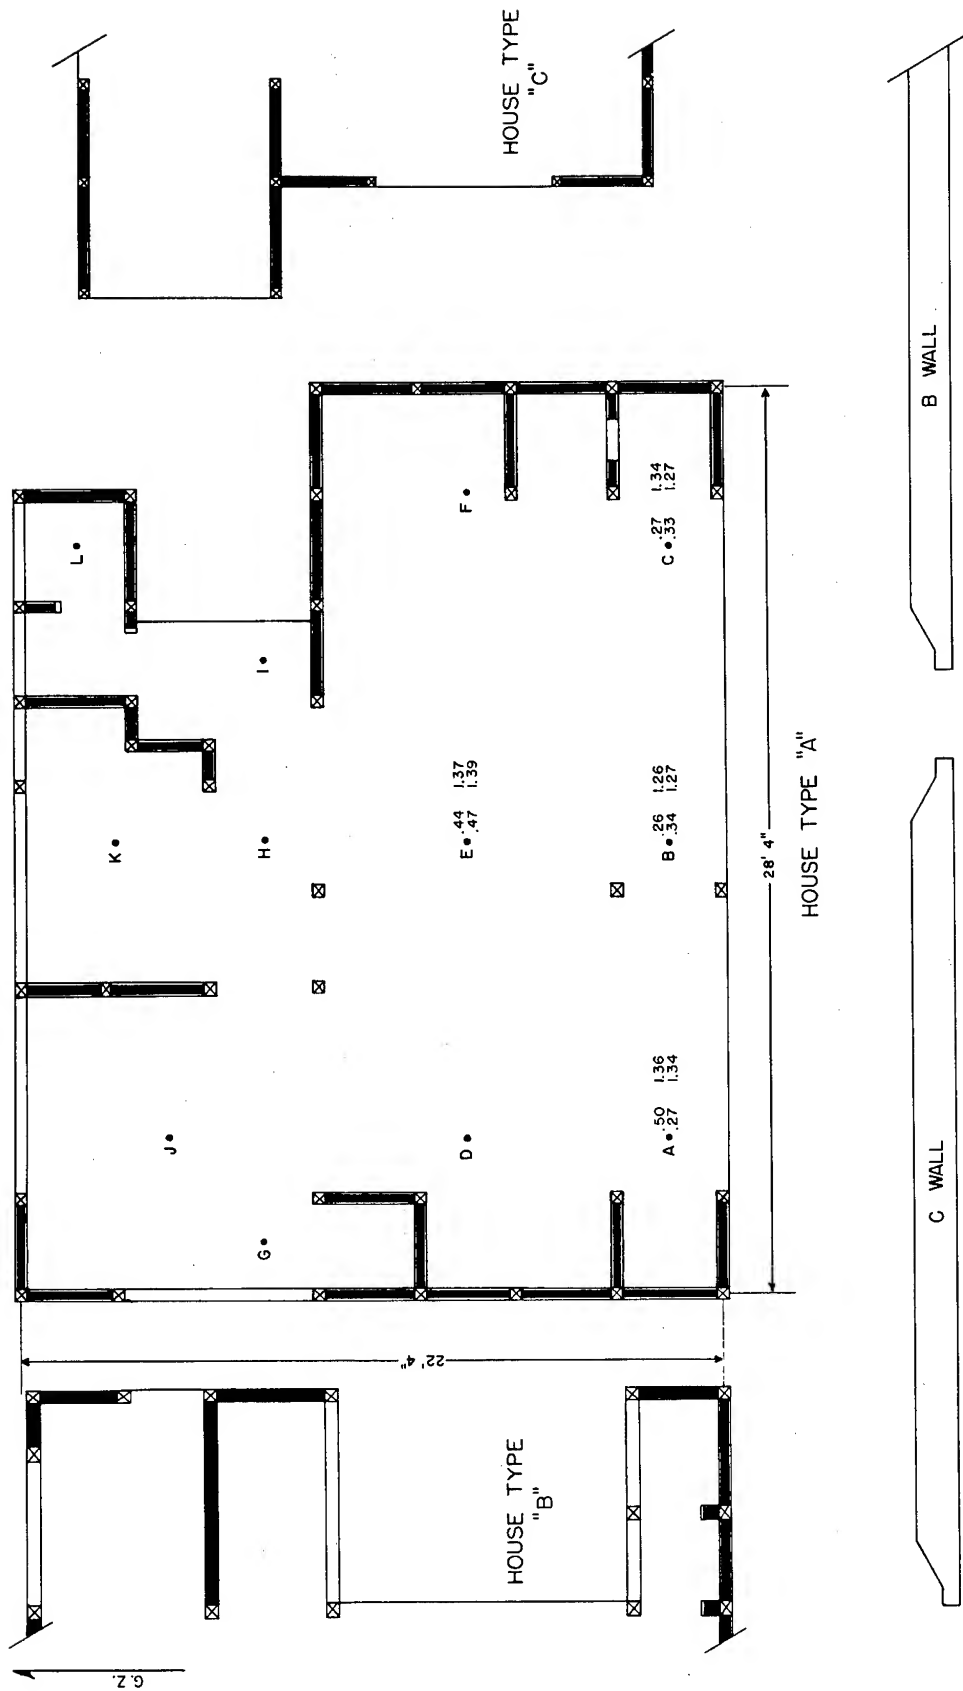 HOUSE TYPE
"C"
L
F
I
1.34
1.27
.27
C .33
B WALL
K
H
1.37
1.39
.44
E .47
1.26
1.27
.26
B .34
28' 4"
HOUSE TYPE "A"
J
D
1.36
1.34
.50
A .27
G
C WALL
22' 4"
HOUSE TYPE
"B"
G.Z.